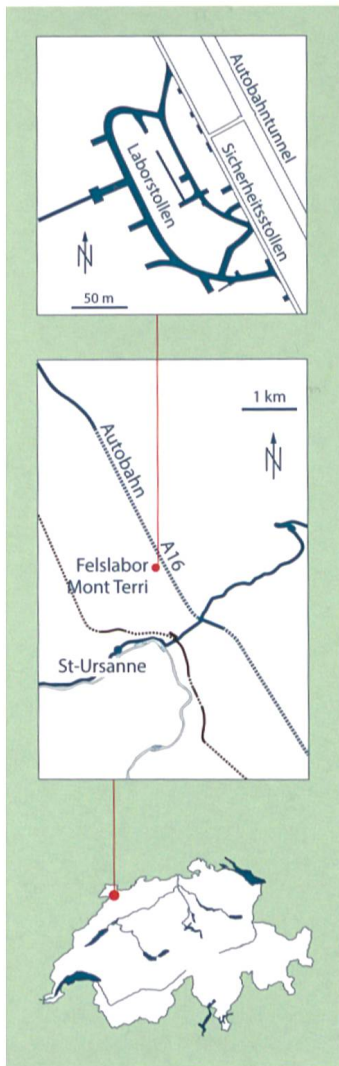 Autobahntunnel
Sicherheitsstollen
Laborstollen
N
50 m
1 km
N
Autobahn
A16
Felslabor
Mont Terri
St-Ursanne